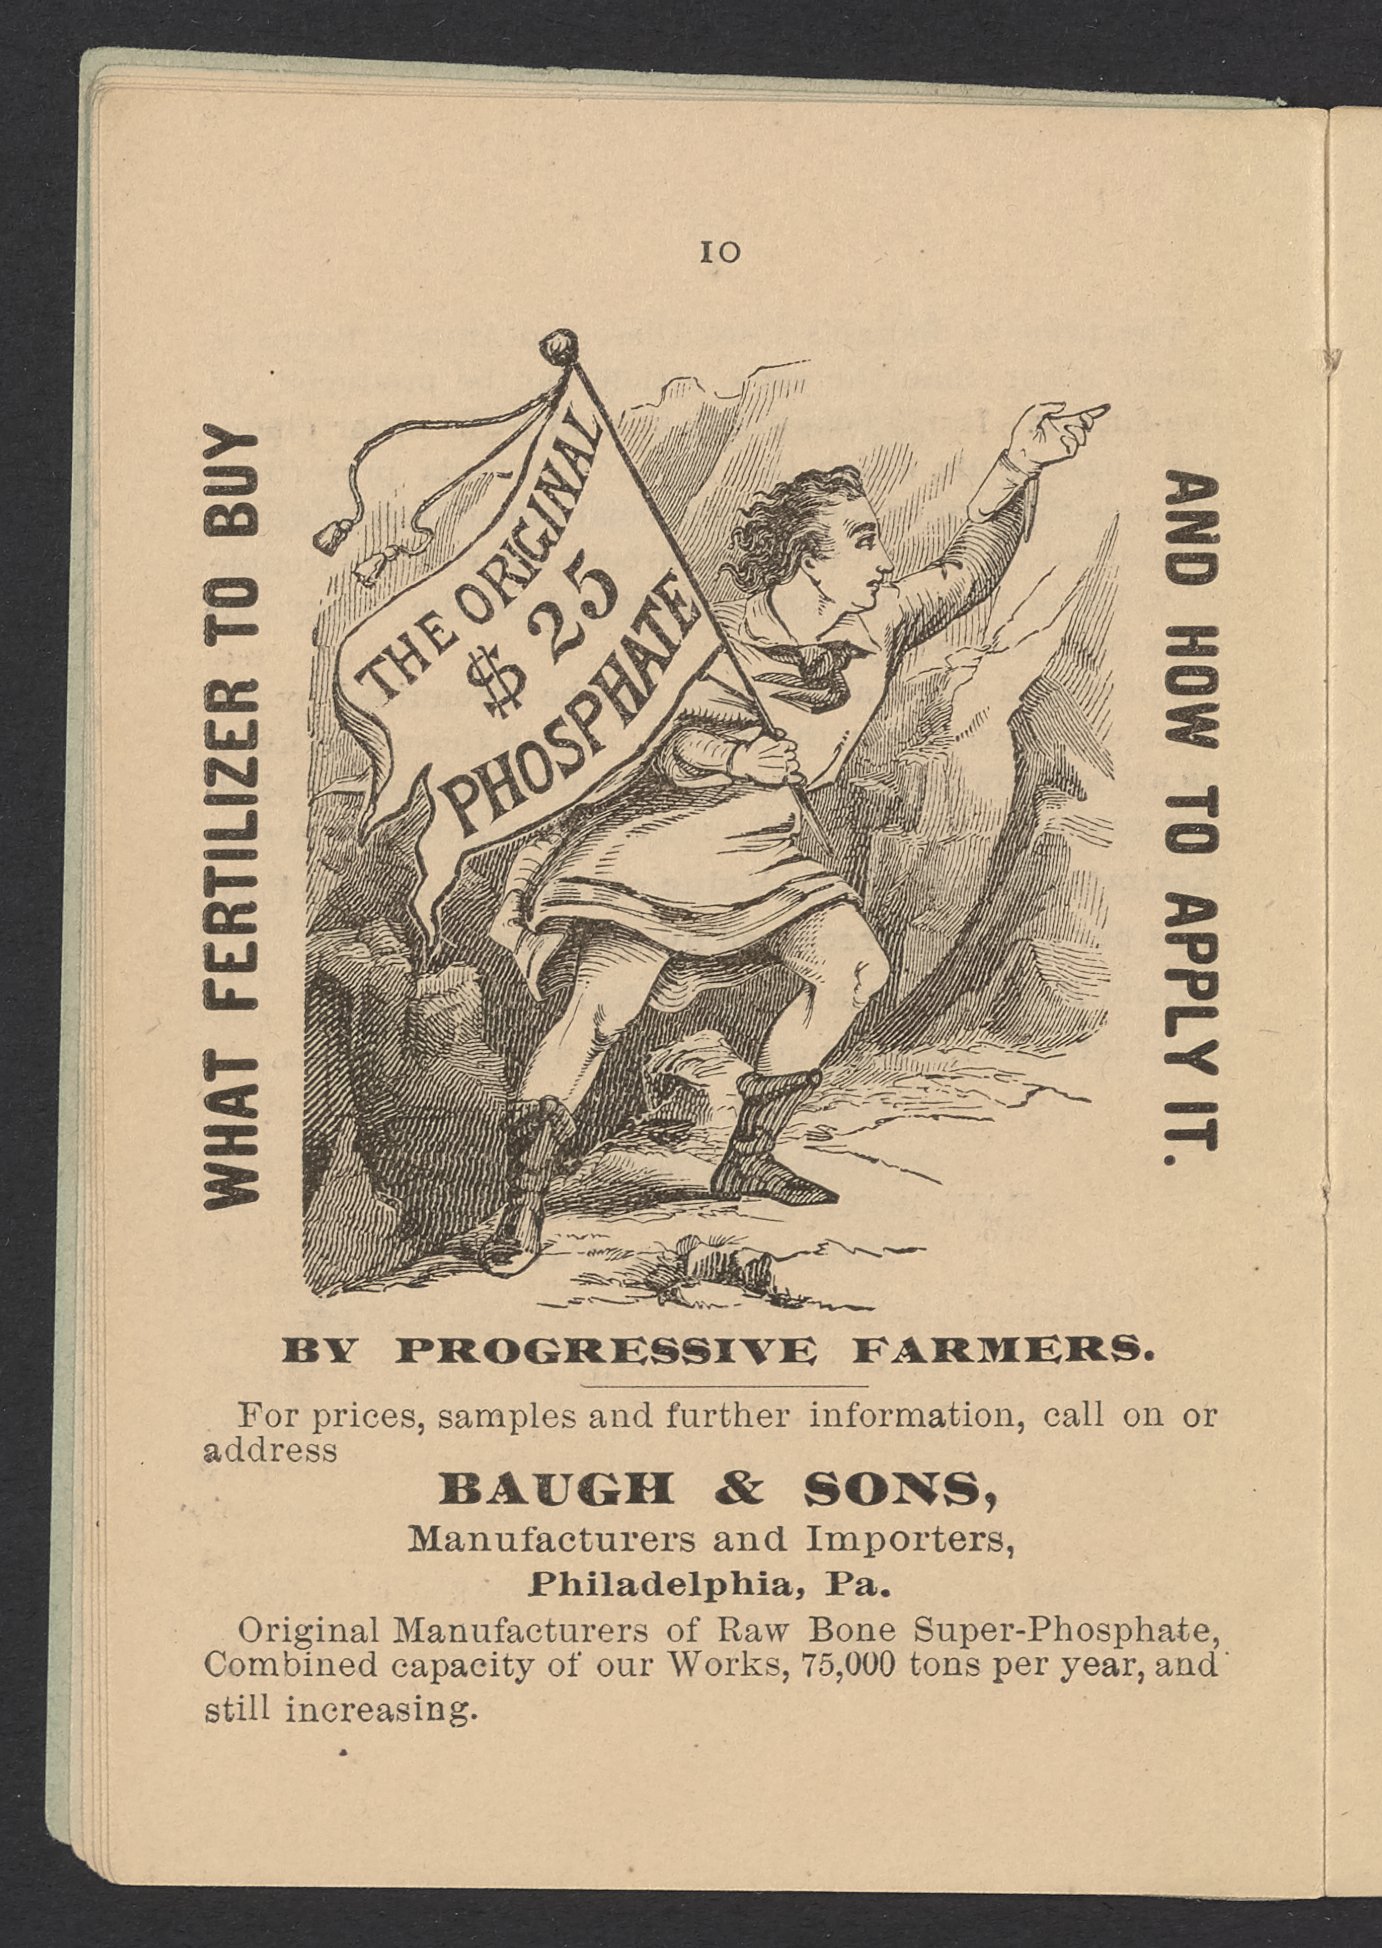 10
WHAT FERTILIZER TO BUY
THE ORIGINAL
$25
PHOSPHATE
AND HOW TO APPLY IT.
BY PROGRESSIVE FARMERS.
For prices, samples and further information, call on or
address
BAUGH & SONS,
Manufacturers and Importers,
Philadelphia, Pa.
Original Manufacturers of Raw Bone Super-Phosphate,
Combined capacity of our Works, 75,000 tons per year, and
still increasing.